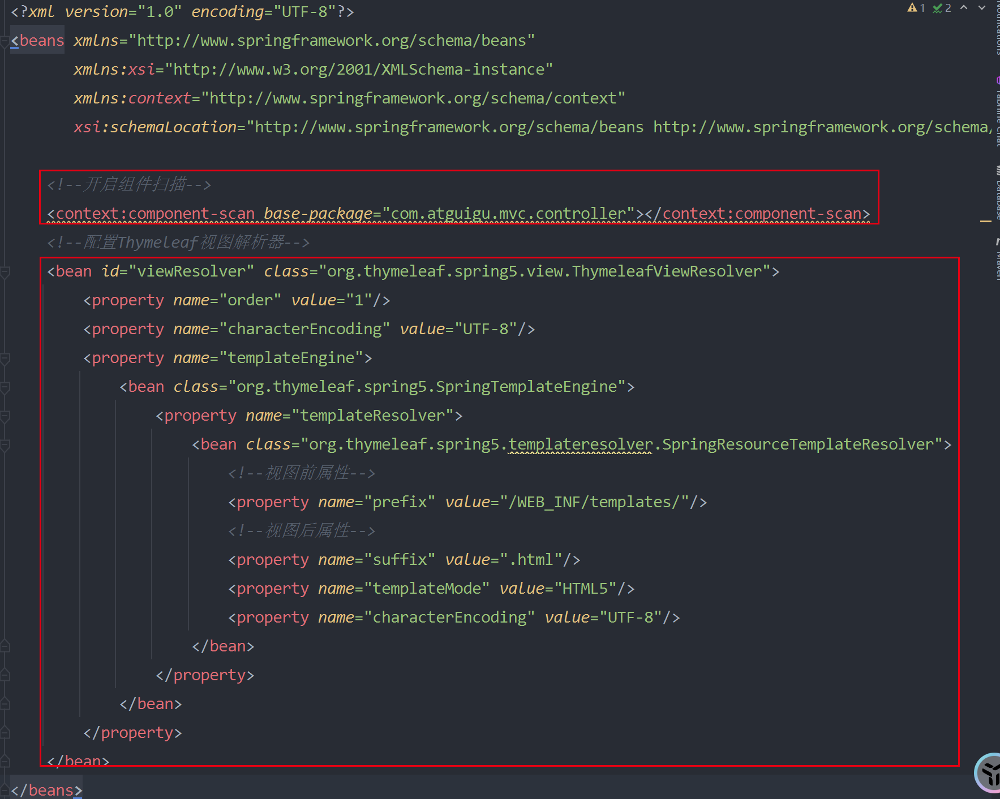 <?xml version="1.0" encoding="UTF-8"?>
<beans xmlns="http://www.springframework.org/schema/beans"
xmlns:xsi="http://www.w3.org/2001/XMLSchema-instance"
xmlns:context="http://www.springframework.org/schema/context"
xsi:schemaLocation="http://www.springframework.org/schema/beans http://www.springframework.org/schema/
<!--开启组件扫描-->
<context:component-scan base-package="com.atguigu.mvc.controller"></context:component-scan>
<!--配置Thymeleaf视图解析器-->
<bean id="viewResolver" class="org.thymeleaf.spring5.view.ThymeleafViewResolver">
<property name="order" value="1"/>
<property name="characterEncoding" value="UTF-8"/>
<property name="templateEngine">
<bean class="org.thymeleaf.spring5.SpringTemplateEngine">
<property name="templateResolver">
<bean class="org.thymeleaf.spring5.templateresolver.SpringResourceTemplateResolver">
<!--视图前属性-->
<property name="prefix" value="/WEB_INF/templates/"/>
<!--视图后属性-->
<property name="suffix" value=".html"/>
<property name="templateMode" value="HTML5"/>
<property name="characterEncoding" value="UTF-8"/>
</bean>
</property>
</bean>
</property>
</bean>
</beans>
1 2